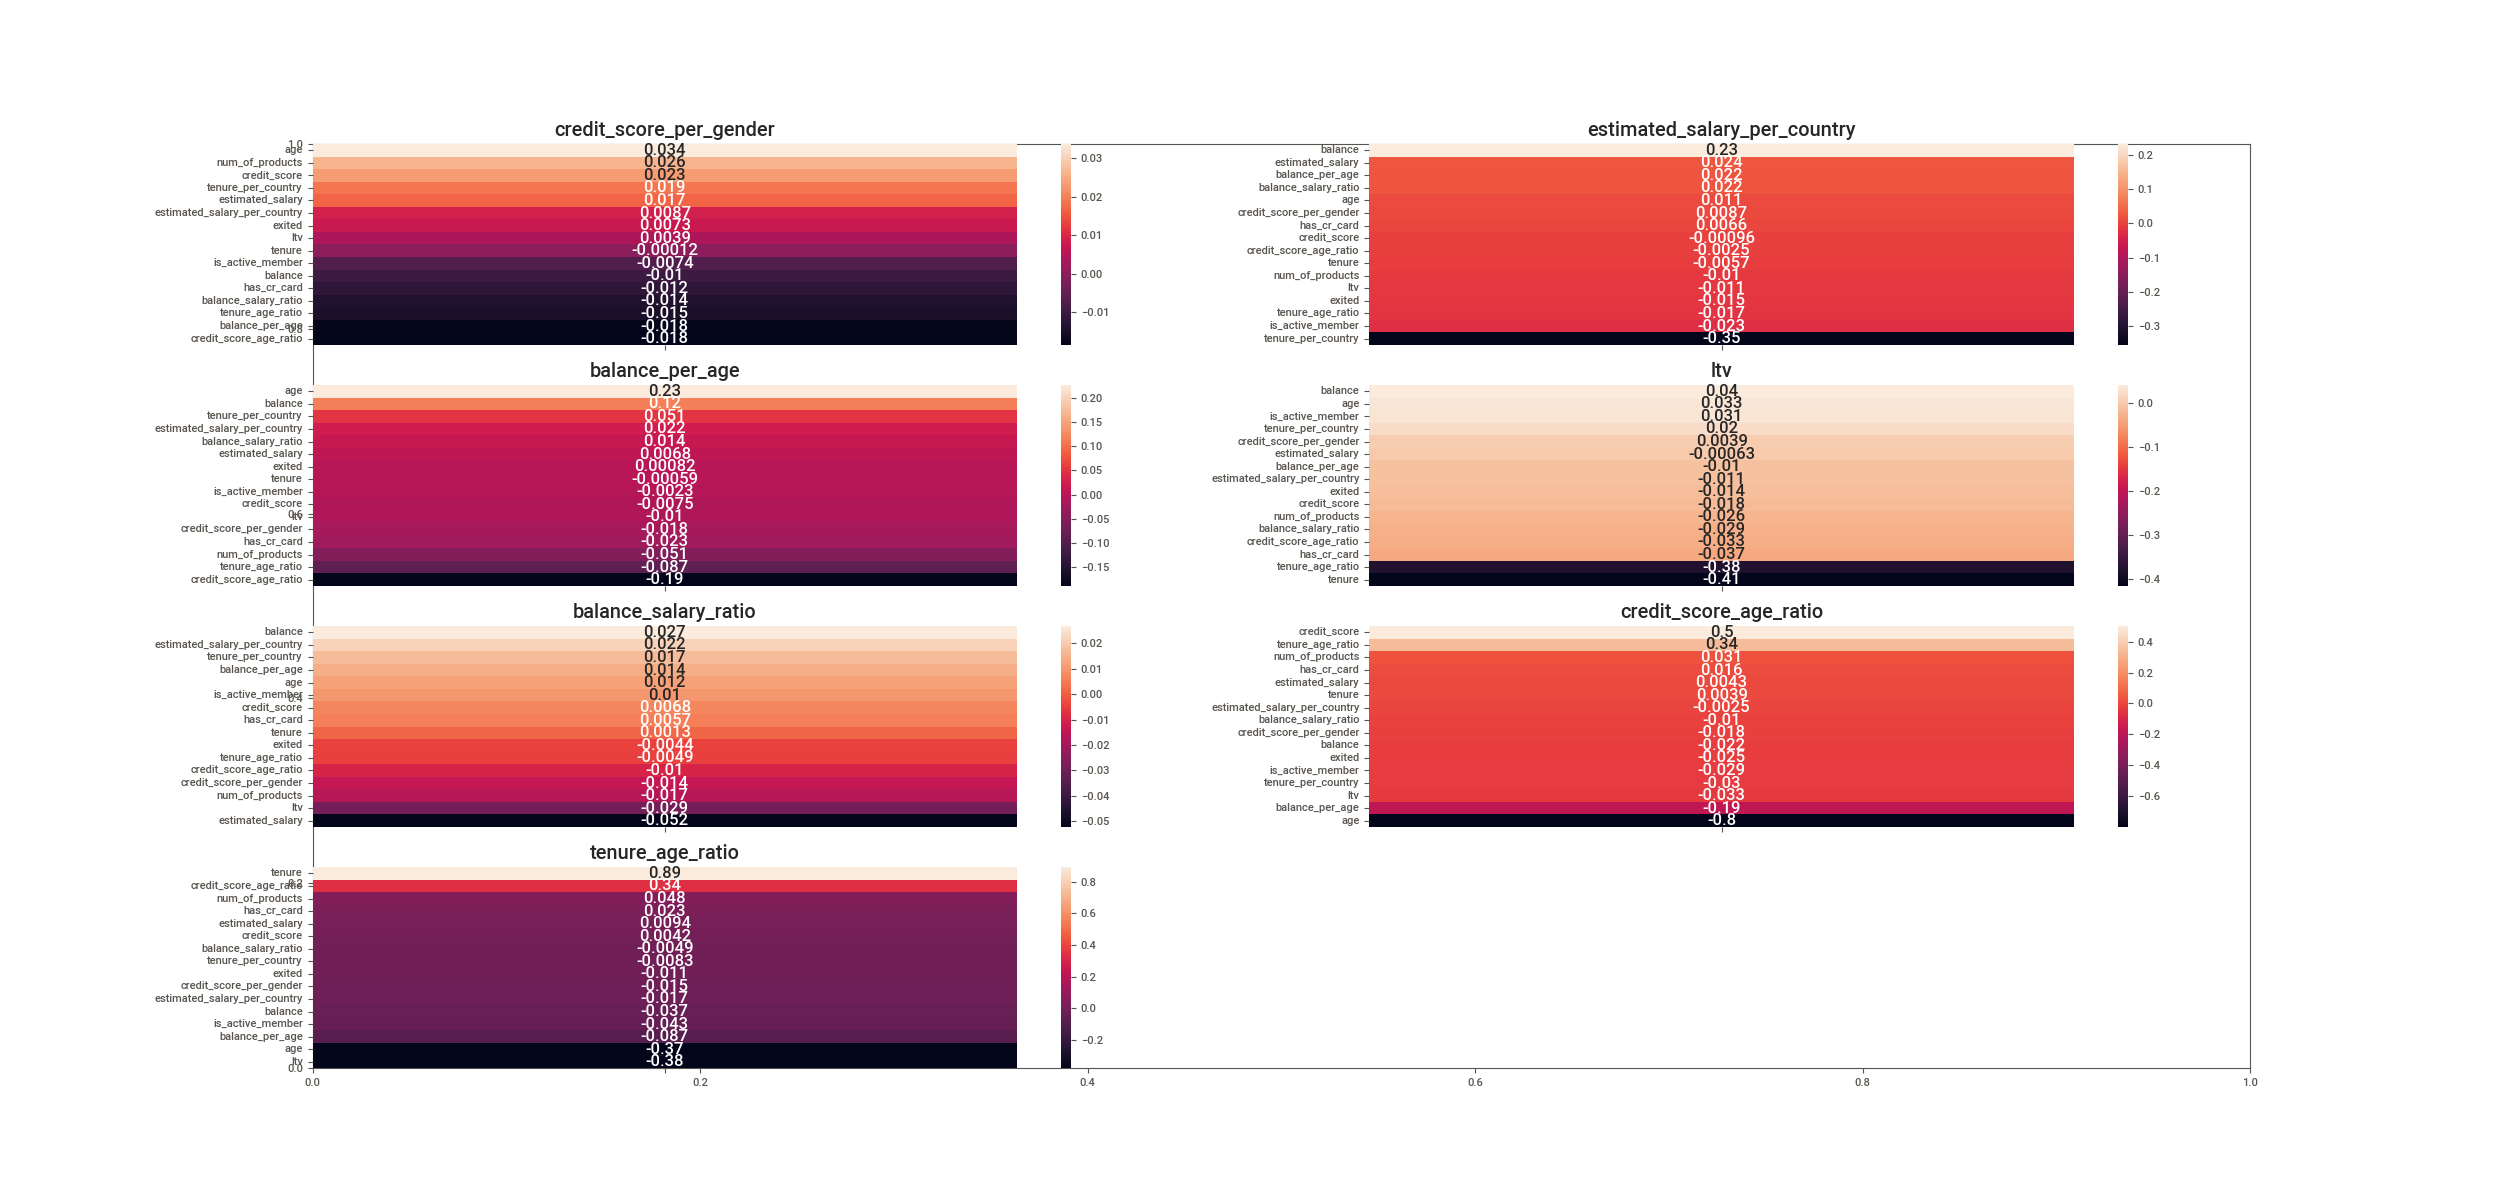 credit_score_per_gender
1.0
age 0.034
num_of_products 0.026
credit_score 0.023
tenure_per_country 0.019
estimated_salary 0.017
estimated_salary_per_country 0.0087
exited 0.0073
ltv 0.0039
tenure -0.00012
is_active_member -0.0074
balance -0.01
has_cr_card -0.012
balance_salary_ratio -0.014
tenure_age_ratio -0.015
balance_per_age -0.018
0.8
credit_score_age_ratio -0.018
0.03
0.02
0.01
0.00
−0.01
estimated_salary_per_country
balance 0.23
estimated_salary 0.024
balance_per_age 0.022
balance_salary_ratio 0.022
age 0.011
credit_score_per_gender 0.0087
has_cr_card 0.0066
credit_score -0.00096
credit_score_age_ratio -0.0025
tenure -0.0057
num_of_products -0.01
ltv -0.011
exited -0.015
tenure_age_ratio -0.017
is_active_member -0.023
tenure_per_country -0.35
0.2
0.1
0.0
−0.1
−0.2
−0.3
balance_per_age
age 0.23
balance 0.12
tenure_per_country 0.051
estimated_salary_per_country 0.022
balance_salary_ratio 0.014
estimated_salary 0.0068
exited 0.00082
tenure -0.00059
is_active_member -0.0023
credit_score -0.0075
0.6
ltv -0.01
credit_score_per_gender -0.018
has_cr_card -0.023
num_of_products -0.051
tenure_age_ratio -0.087
credit_score_age_ratio -0.19
0.20
0.15
0.10
0.05
0.00
−0.05
−0.10
−0.15
ltv
balance 0.04
age 0.033
is_active_member 0.031
tenure_per_country 0.02
credit_score_per_gender 0.0039
estimated_salary -0.00063
balance_per_age -0.01
estimated_salary_per_country -0.011
exited -0.014
credit_score -0.018
num_of_products -0.026
balance_salary_ratio -0.029
credit_score_age_ratio -0.033
has_cr_card -0.037
tenure_age_ratio -0.38
tenure -0.41
0.0
−0.1
−0.2
−0.3
−0.4
balance_salary_ratio
balance 0.027
estimated_salary_per_country 0.022
tenure_per_country 0.017
balance_per_age 0.014
age 0.012
is_active_member 0.01
0.4
credit_score 0.0068
has_cr_card 0.0057
tenure 0.0013
exited -0.0044
tenure_age_ratio -0.0049
credit_score_age_ratio -0.01
credit_score_per_gender -0.014
num_of_products -0.017
ltv -0.029
estimated_salary -0.052
0.02
0.01
0.00
−0.01
−0.02
−0.03
−0.04
−0.05
credit_score_age_ratio
credit_score 0.5
tenure_age_ratio 0.34
num_of_products 0.031
has_cr_card 0.016
estimated_salary 0.0043
tenure 0.0039
estimated_salary_per_country -0.0025
balance_salary_ratio -0.01
credit_score_per_gender -0.018
balance -0.022
exited -0.025
is_active_member -0.029
tenure_per_country -0.03
ltv -0.033
balance_per_age -0.19
age -0.8
0.4
0.2
0.0
−0.2
−0.4
−0.6
tenure_age_ratio
tenure 0.89
0.2
credit_score_age_ratio 0.34
num_of_products 0.048
has_cr_card 0.023
estimated_salary 0.0094
credit_score 0.0042
balance_salary_ratio -0.0049
tenure_per_country -0.0083
exited -0.011
credit_score_per_gender -0.015
estimated_salary_per_country -0.017
balance -0.037
is_active_member -0.043
balance_per_age -0.087
age -0.37
ltv -0.38
0.0
0.8
0.6
0.4
0.2
0.0
−0.2
0.0 0.2 0.4 0.6 0.8 1.0